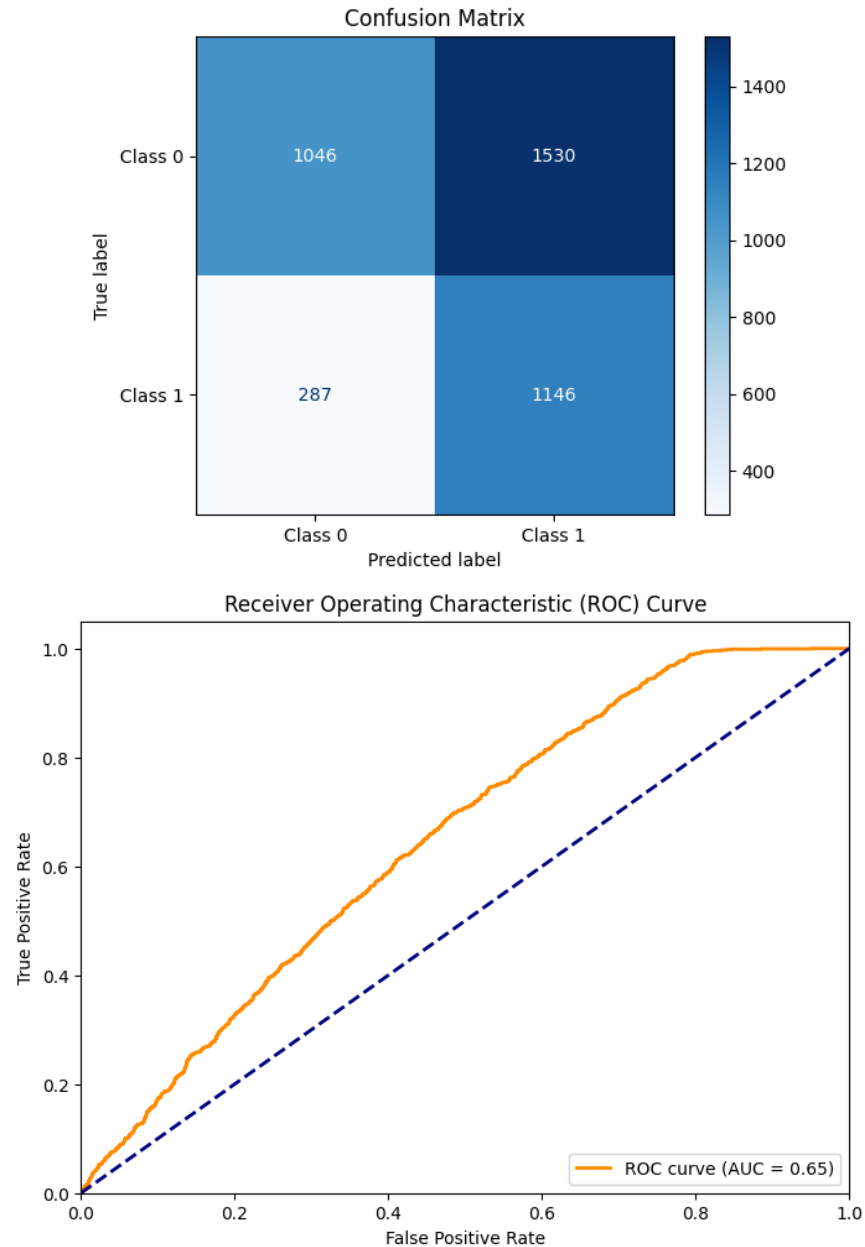 Confusion Matrix
Class 0
1046
1530
Class 1
287
1146
True label
Class 0
Class 1
Predicted label
1400
1200
1000
800
600
400
Receiver Operating Characteristic (ROC) Curve
1.0
0.8
0.6
0.4
0.2
0.0
True Positive Rate
ROC curve (AUC = 0.65)
0.0
0.2
0.4
0.6
0.8
1.0
False Positive Rate